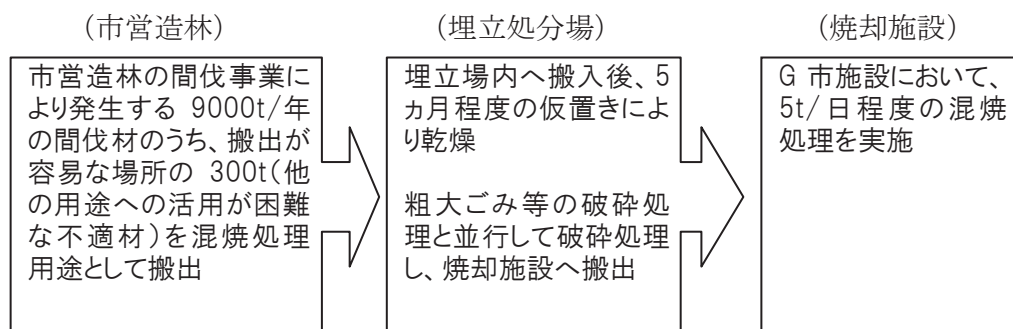 （市営造林）
市営造林の間伐事業に
より発生する 9000t/年
の間伐材のうち、搬出が
容易な場所の 300t（他
の用途への活用が困難
な不適材）を混焼処理
用途として搬出
（埋立処分場）
埋立場内へ搬入後、5
ヵ月程度の仮置きによ
り乾燥
粗大ごみ等の破砕処
理と並行して破砕処理
し、焼却施設へ搬出
（焼却施設）
G 市施設において、
5t/日程度の混焼
処理を実施